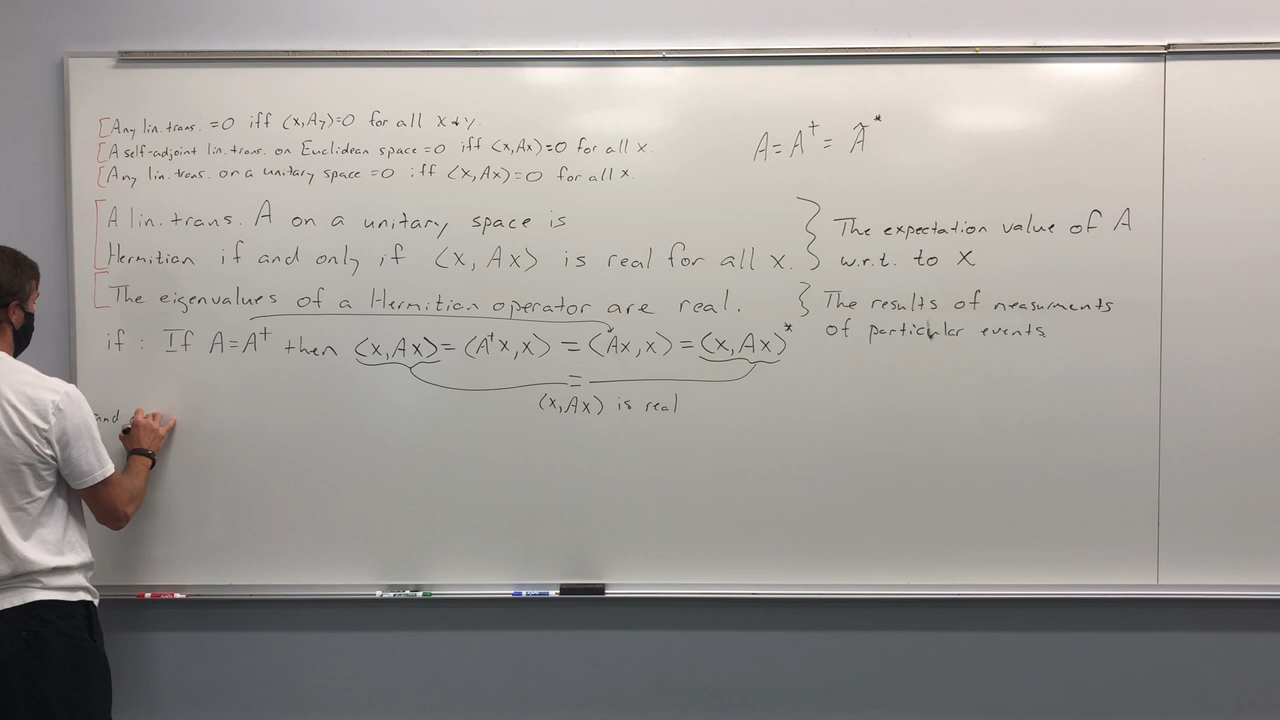 [Any lin. trans. =0 iff (x,Ay)=0 for all x & y.
[A self-adjoint lin. trans. on Euclidean space =0 iff (x,Ax)=0 for all x.
[Any lin. trans. on a unitary space =0 iff (x,Ax)=0 for all x.
A = A† = Ã*
[A lin. trans. A on a unitary space is
Hermitian if and only if (x, Ax) is real for all x.
} The expectation value of A
w.r.t. to x
[The eigenvalues of a Hermitian operator are real.
} The results of measurments
of particular events
if : If A=A† then (x,Ax) = (A†x,x) = (Ax,x) = (x,Ax)*
=
(x,Ax) is real
and